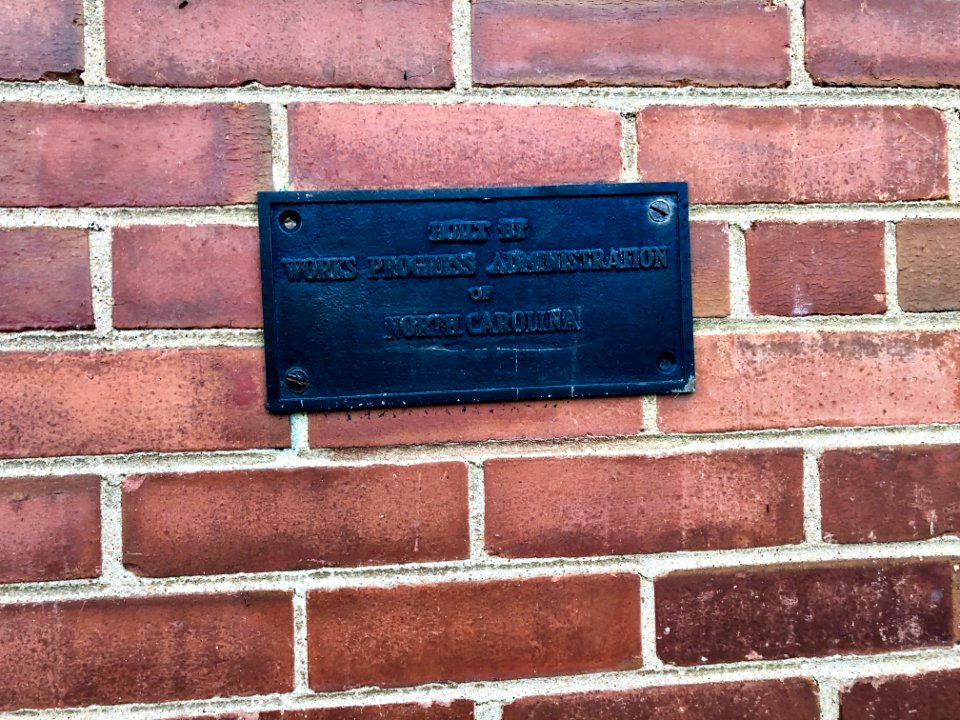 BUILT BY
WORKS PROGRESS ADMINISTRATION
OF
NORTH CAROLINA